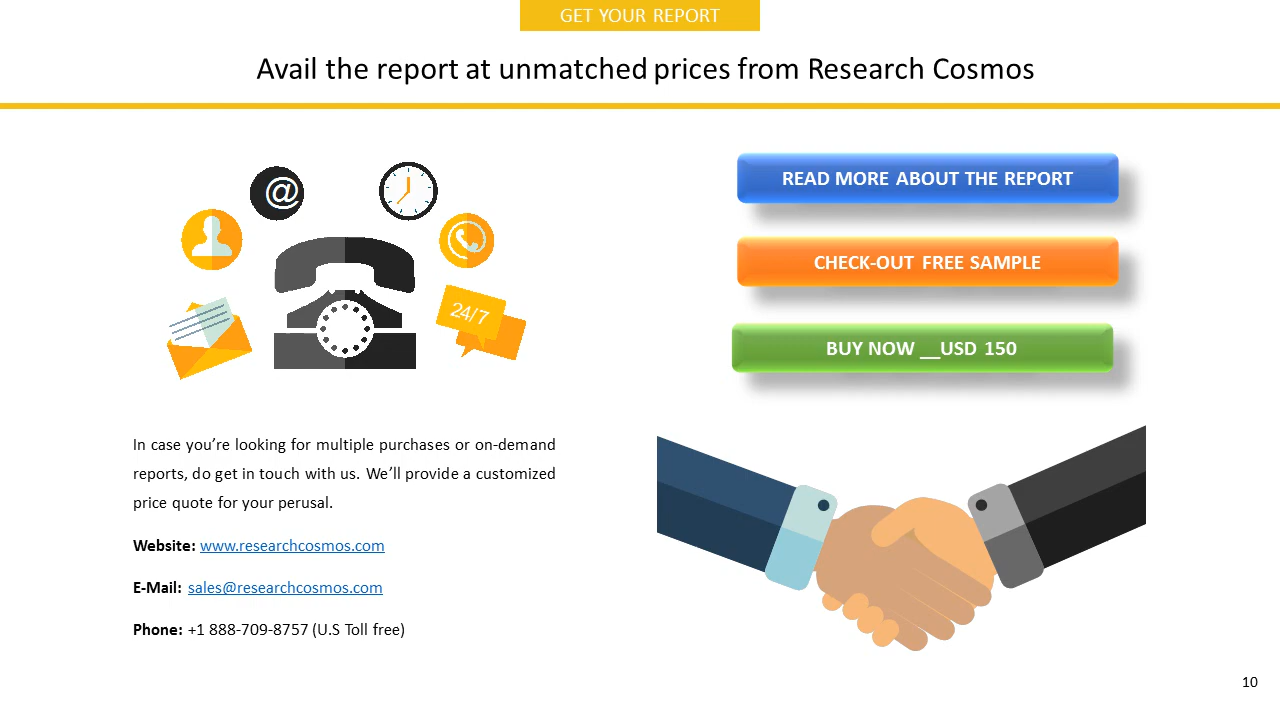 GET YOUR REPORT
Avail the report at unmatched prices from Research Cosmos
@
24/7
READ MORE ABOUT THE REPORT
CHECK-OUT FREE SAMPLE
BUY NOW __USD 150
In case you’re looking for multiple purchases or on-demand
reports, do get in touch with us. We’ll provide a customized
price quote for your perusal.
Website: www.researchcosmos.com
E-Mail: sales@researchcosmos.com
Phone: +1 888-709-8757 (U.S Toll free)
10